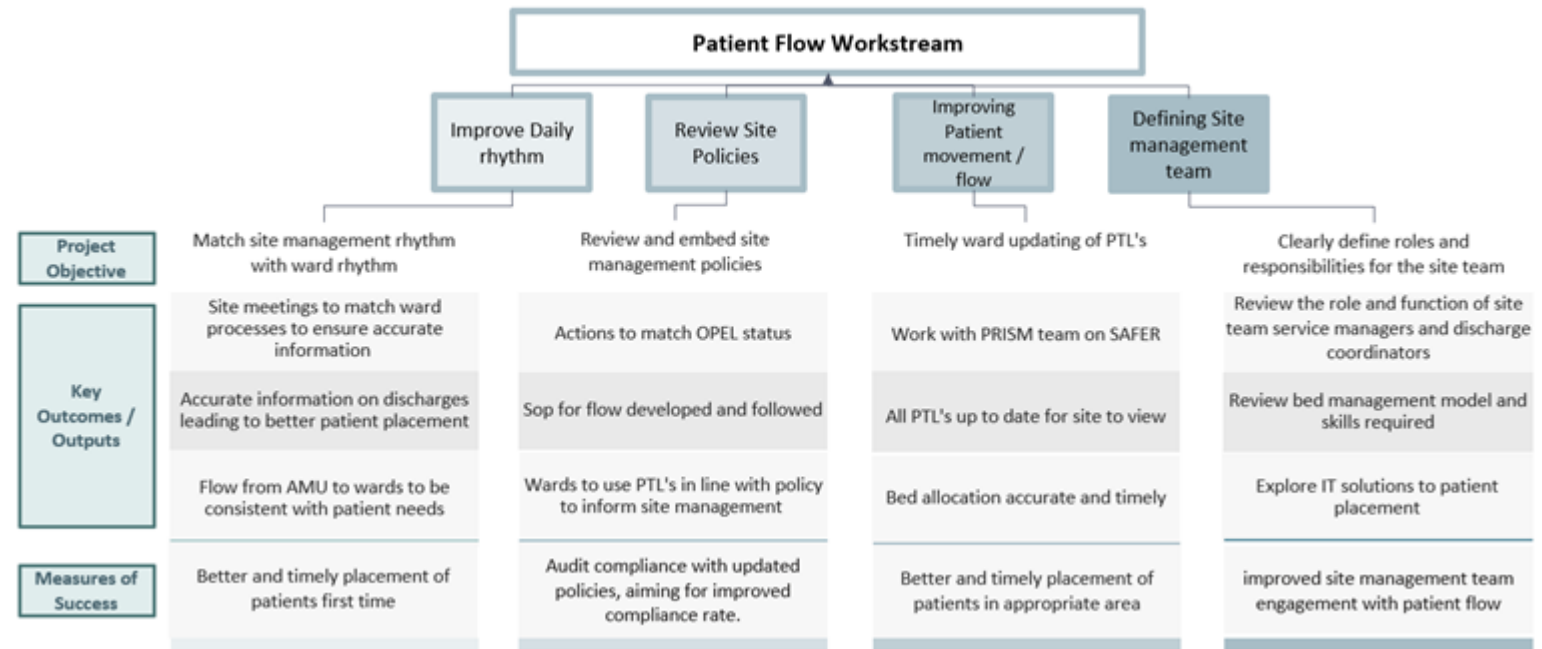 Patient Flow Workstream
Improve Daily
rhythm
Review Site
Policies
Improving
Patient
movement /
flow
Defining Site
management
team
Project
Objective
Match site management rhythm
with ward rhythm
Review and embed site
management policies
Timely ward updating of PTL's
Clearly define roles and
responsibilities for the site team
Key
Outcomes /
Outputs
Site meetings to match ward
processes to ensure accurate
information
Actions to match OPEL status
Work with PRISM team on SAFER
Review the role and function of site
team service managers and discharge
coordinators
Accurate information on discharges
leading to better patient placement
Sop for flow developed and followed
All PTL's up to date for site to view
Review bed management model and
skills required
Flow from AMU to wards to be
consistent with patient needs
Wards to use PTL's in line with policy
to inform site management
Bed allocation accurate and timely
Explore IT solutions to patient
placement
Measures of
Success
Better and timely placement of
patients first time
Audit compliance with updated
policies, aiming for improved
compliance rate.
Better and timely placement of
patients in appropriate area
improved site management team
engagement with patient flow